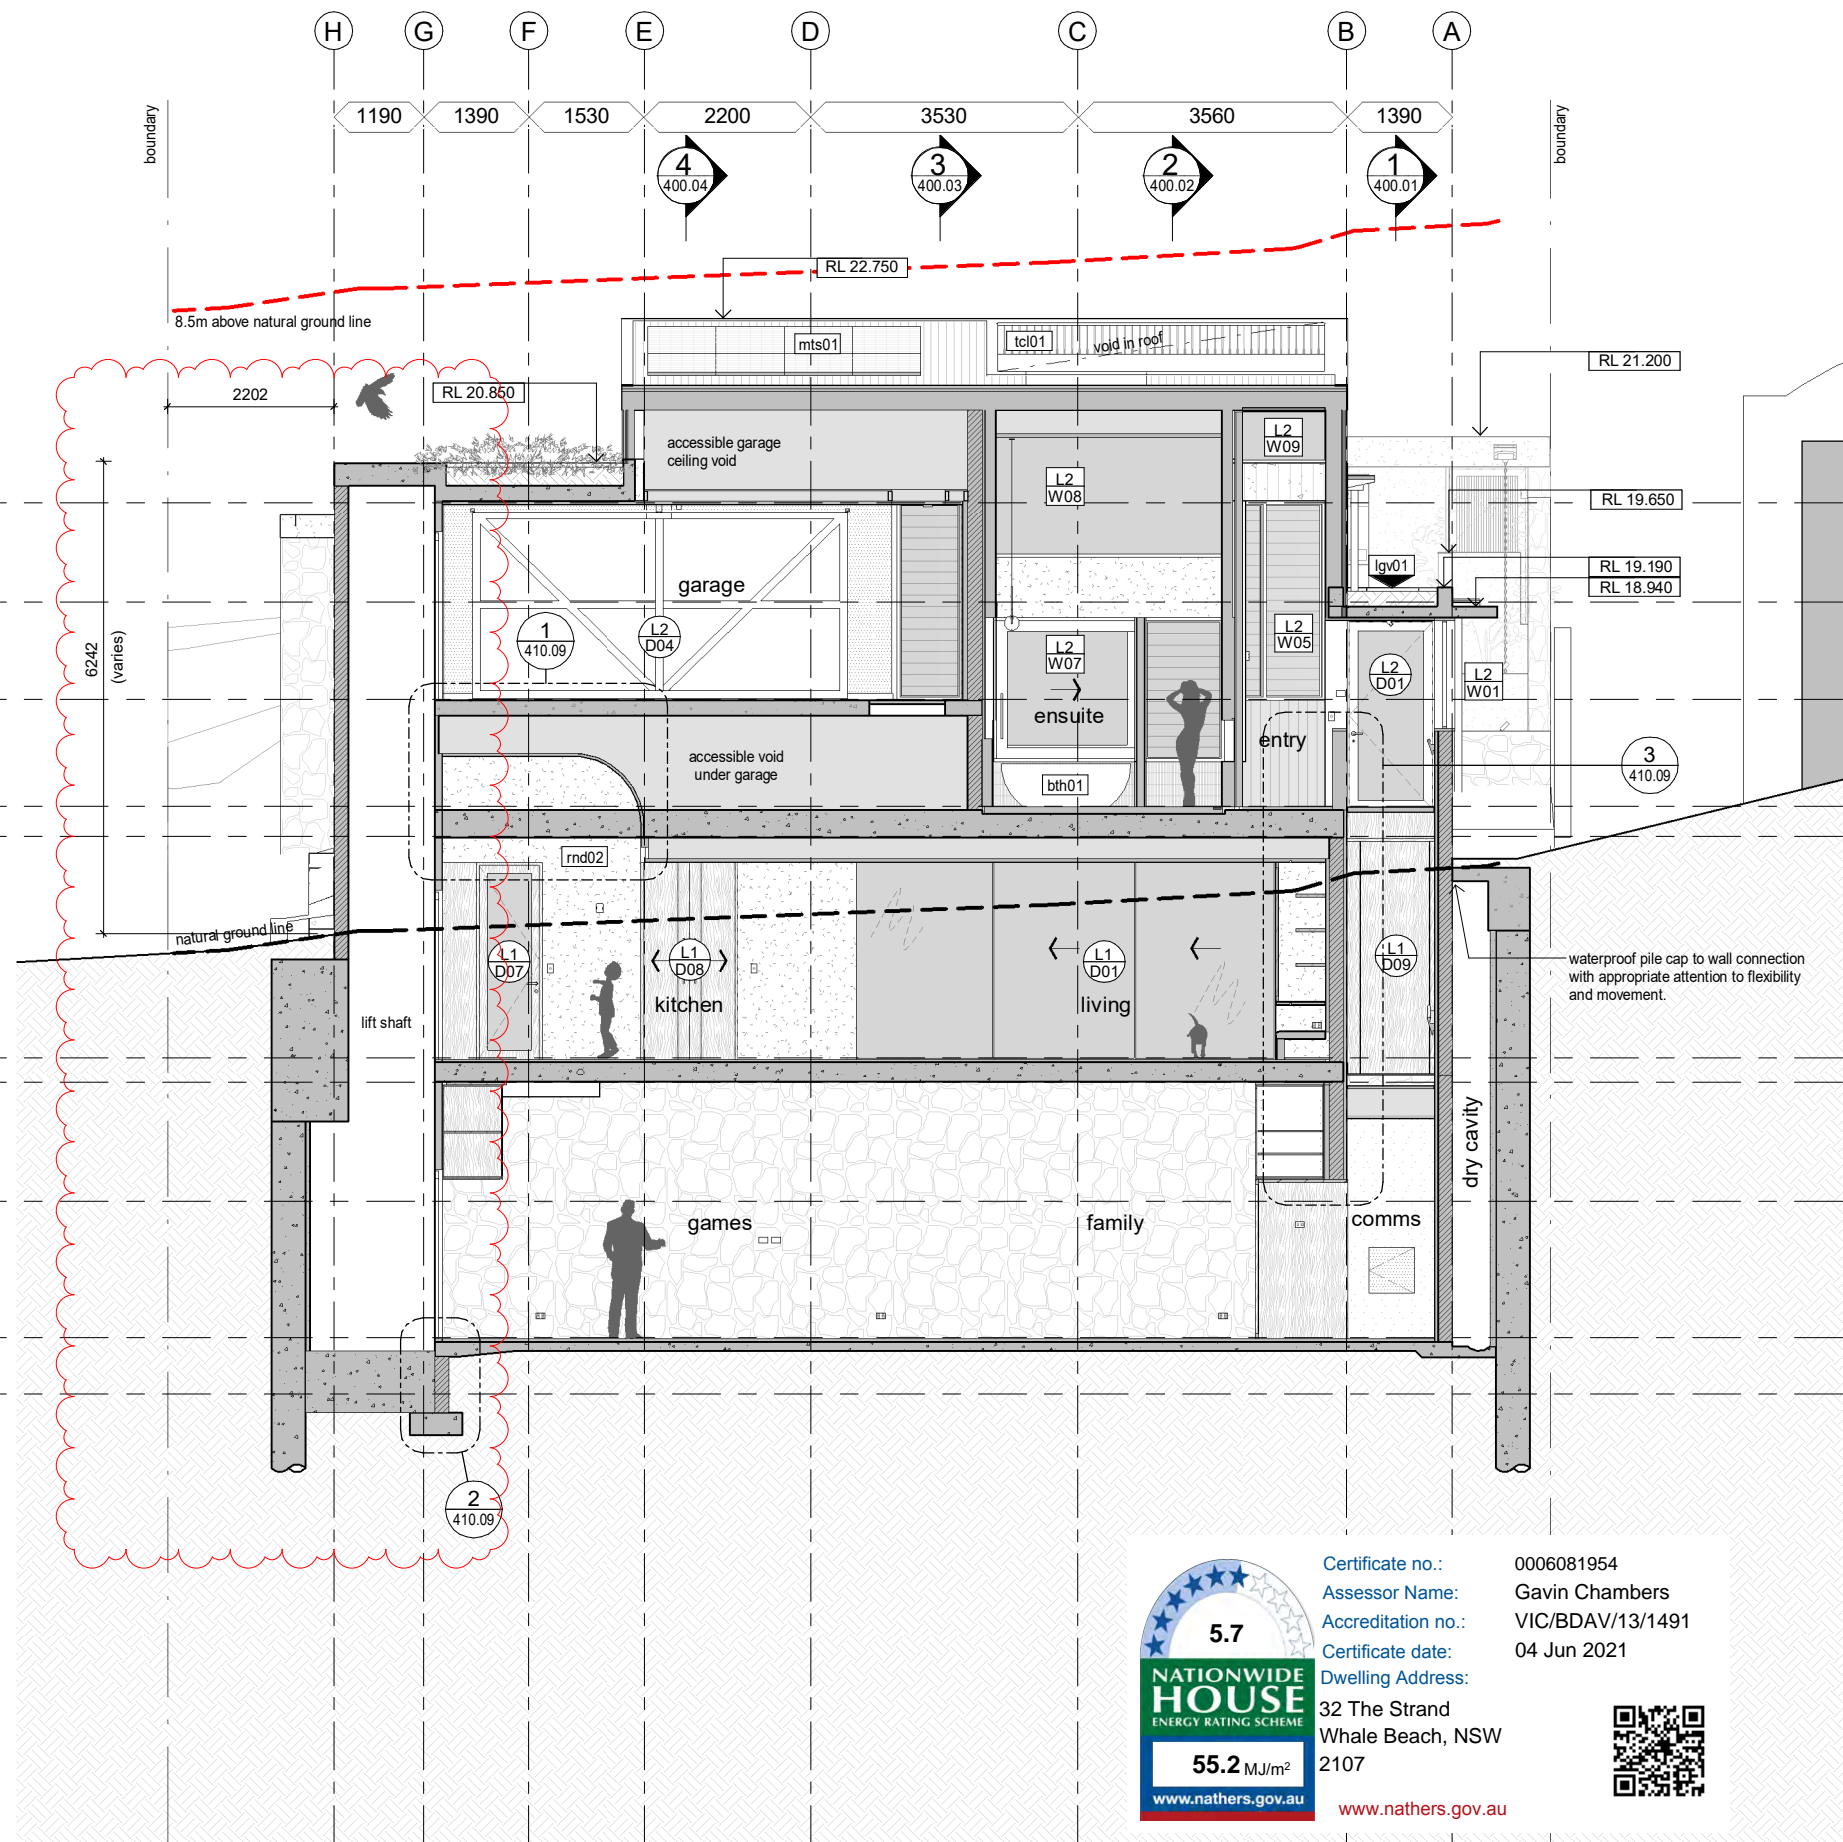 H G F E D C B A
boundary
1190 1390 1530 2200 3530 3560 1390
boundary
4
400.04
3
400.03
2
400.02
1
400.01
RL 22.750
8.5m above natural ground line
mts01
tcl01
void in roof
RL 21.200
2202
RL 20.850
accessible garage
ceiling void
L2
W09
L2
W08
RL 19.650
lgv01
RL 19.190
RL 18.940
garage
1
410.09
L2
D04
L2
W05
L2
W07
L2
D01
L2
W01
6242
(varies)
ensuite
entry
accessible void
under garage
bth01
3
410.09
rnd02
natural ground line
L1
D07
L1
D08
L1
D01
L1
D09
waterproof pile cap to wall connection
with appropriate attention to flexibility
and movement.
kitchen
living
lift shaft
dry cavity
games
family
comms
2
410.09
Certificate no.: 0006081954
Assessor Name: Gavin Chambers
Accreditation no.: VIC/BDAV/13/1491
Certificate date: 04 Jun 2021
Dwelling Address:
32 The Strand
Whale Beach, NSW
2107
www.nathers.gov.au
5.7
NATIONWIDE
HOUSE
ENERGY RATING SCHEME
55.2 MJ/m²
www.nathers.gov.au